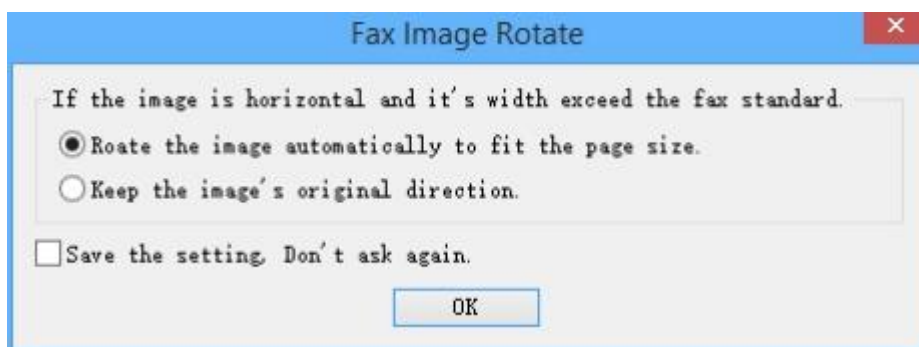 Fax Image Rotate
If the image is horizontal and it's width exceed the fax standard.
Roate the image automatically to fit the page size.
Keep the image's original direction.
Save the setting, Don't ask again.
OK